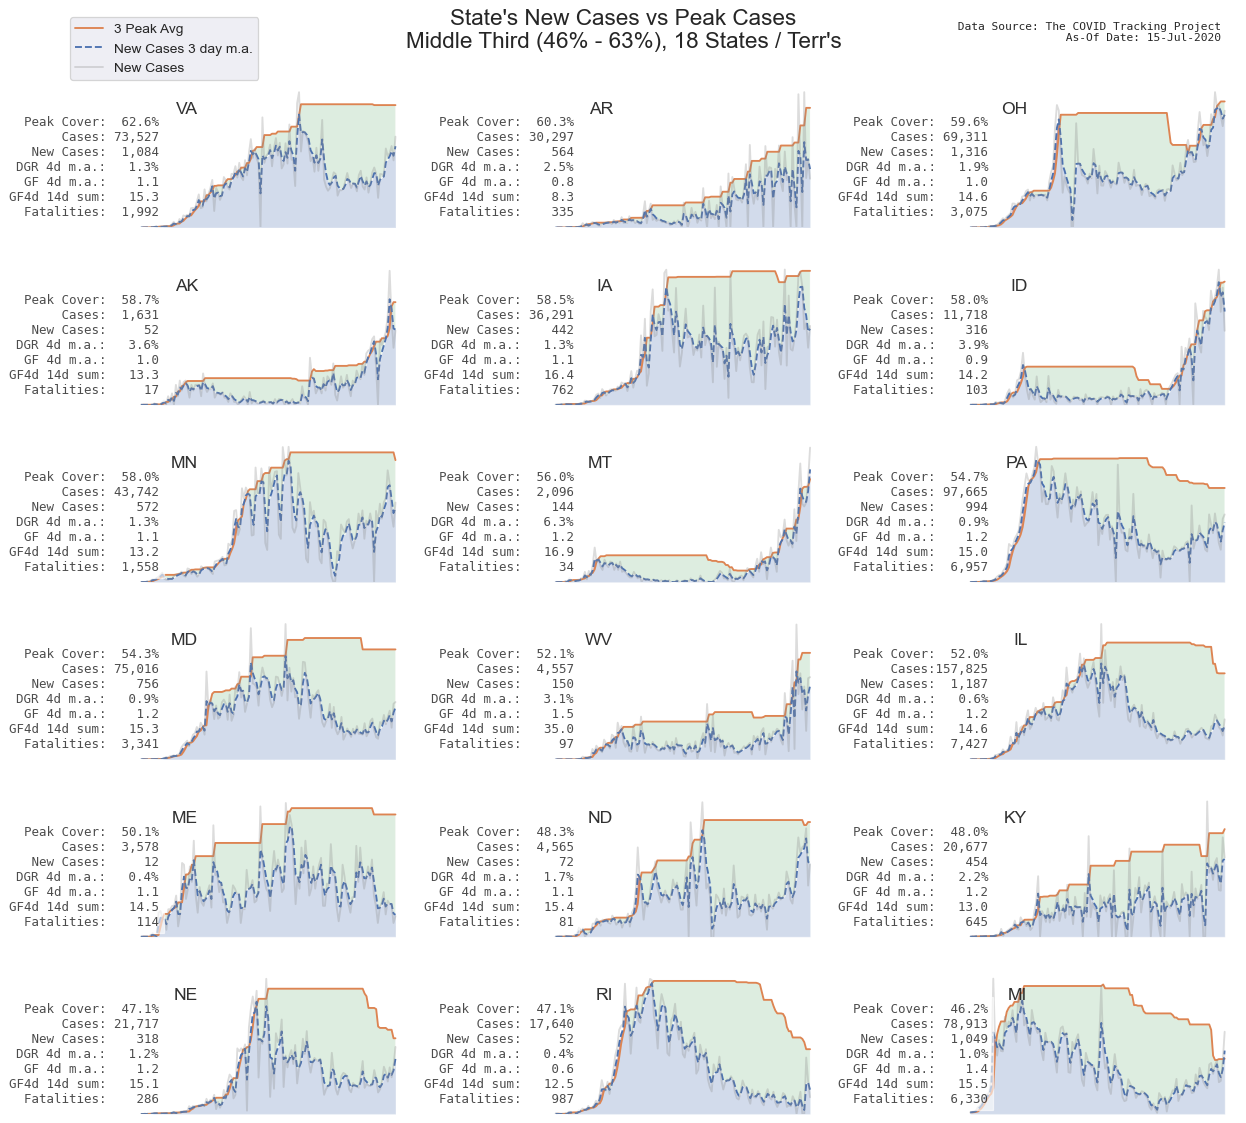 State's New Cases vs Peak Cases
Middle Third (46% - 63%), 18 States / Terr's
3 Peak Avg
New Cases 3 day m.a.
New Cases
Data Source: The COVID Tracking Project
As-Of Date: 15-Jul-2020
VA
Peak Cover: 62.6%
Cases: 73,527
New Cases: 1,084
DGR 4d m.a.: 1.3%
GF 4d m.a.: 1.1
GF4d 14d sum: 15.3
Fatalities: 1,992
AR
Peak Cover: 60.3%
Cases: 30,297
New Cases: 564
DGR 4d m.a.: 2.5%
GF 4d m.a.: 0.8
GF4d 14d sum: 8.3
Fatalities: 335
OH
Peak Cover: 59.6%
Cases: 69,311
New Cases: 1,316
DGR 4d m.a.: 1.9%
GF 4d m.a.: 1.0
GF4d 14d sum: 14.6
Fatalities: 3,075
AK
Peak Cover: 58.7%
Cases: 1,631
New Cases: 52
DGR 4d m.a.: 3.6%
GF 4d m.a.: 1.0
GF4d 14d sum: 13.3
Fatalities: 17
IA
Peak Cover: 58.5%
Cases: 36,291
New Cases: 442
DGR 4d m.a.: 1.3%
GF 4d m.a.: 1.1
GF4d 14d sum: 16.4
Fatalities: 762
ID
Peak Cover: 58.0%
Cases: 11,718
New Cases: 316
DGR 4d m.a.: 3.9%
GF 4d m.a.: 0.9
GF4d 14d sum: 14.2
Fatalities: 103
MN
Peak Cover: 58.0%
Cases: 43,742
New Cases: 572
DGR 4d m.a.: 1.3%
GF 4d m.a.: 1.1
GF4d 14d sum: 13.2
Fatalities: 1,558
MT
Peak Cover: 56.0%
Cases: 2,096
New Cases: 144
DGR 4d m.a.: 6.3%
GF 4d m.a.: 1.2
GF4d 14d sum: 16.9
Fatalities: 34
PA
Peak Cover: 54.7%
Cases: 97,665
New Cases: 994
DGR 4d m.a.: 0.9%
GF 4d m.a.: 1.2
GF4d 14d sum: 15.0
Fatalities: 6,957
MD
Peak Cover: 54.3%
Cases: 75,016
New Cases: 756
DGR 4d m.a.: 0.9%
GF 4d m.a.: 1.2
GF4d 14d sum: 15.3
Fatalities: 3,341
WV
Peak Cover: 52.1%
Cases: 4,557
New Cases: 150
DGR 4d m.a.: 3.1%
GF 4d m.a.: 1.5
GF4d 14d sum: 35.0
Fatalities: 97
IL
Peak Cover: 52.0%
Cases:157,825
New Cases: 1,187
DGR 4d m.a.: 0.6%
GF 4d m.a.: 1.2
GF4d 14d sum: 14.6
Fatalities: 7,427
ME
Peak Cover: 50.1%
Cases: 3,578
New Cases: 12
DGR 4d m.a.: 0.4%
GF 4d m.a.: 1.1
GF4d 14d sum: 14.5
Fatalities: 114
ND
Peak Cover: 48.3%
Cases: 4,565
New Cases: 72
DGR 4d m.a.: 1.7%
GF 4d m.a.: 1.1
GF4d 14d sum: 15.4
Fatalities: 81
KY
Peak Cover: 48.0%
Cases: 20,677
New Cases: 454
DGR 4d m.a.: 2.2%
GF 4d m.a.: 1.2
GF4d 14d sum: 13.0
Fatalities: 645
NE
Peak Cover: 47.1%
Cases: 21,717
New Cases: 318
DGR 4d m.a.: 1.2%
GF 4d m.a.: 1.2
GF4d 14d sum: 15.1
Fatalities: 286
RI
Peak Cover: 47.1%
Cases: 17,640
New Cases: 52
DGR 4d m.a.: 0.4%
GF 4d m.a.: 0.6
GF4d 14d sum: 12.5
Fatalities: 987
MI
Peak Cover: 46.2%
Cases: 78,913
New Cases: 1,049
DGR 4d m.a.: 1.0%
GF 4d m.a.: 1.4
GF4d 14d sum: 15.5
Fatalities: 6,330